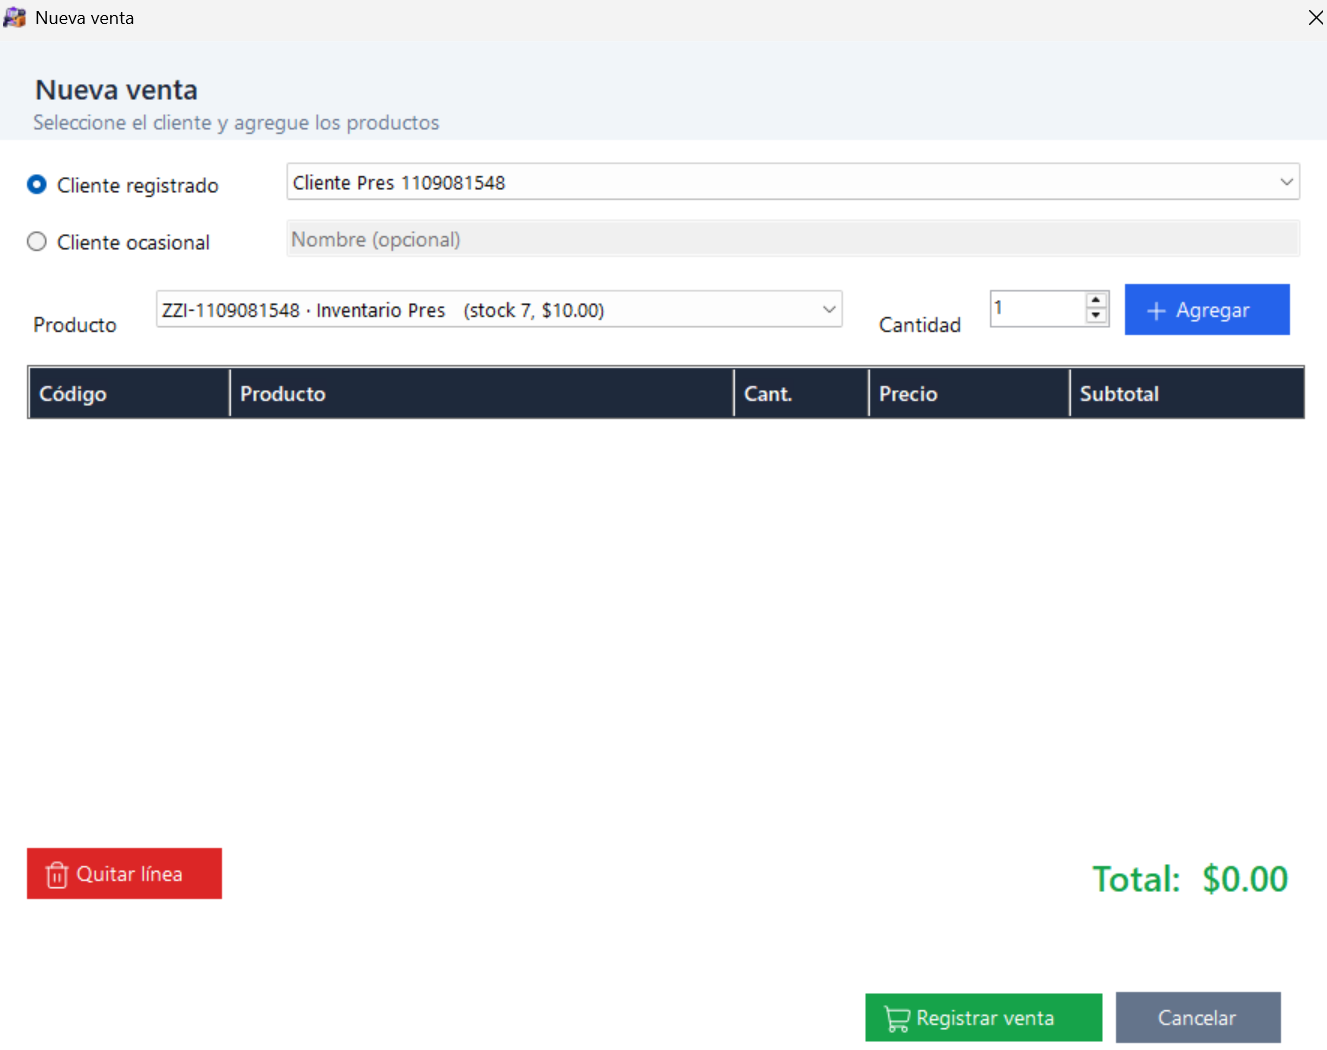 Nueva venta
Nueva venta
Seleccione el cliente y agregue los productos
Cliente registrado
Cliente Pres 1109081548
Cliente ocasional
Nombre (opcional)
Producto
ZZI-1109081548 · Inventario Pres (stock 7, $10.00)
Cantidad
1
Agregar
Código Producto Cant. Precio Subtotal
Quitar línea
Total: $0.00
Registrar venta
Cancelar